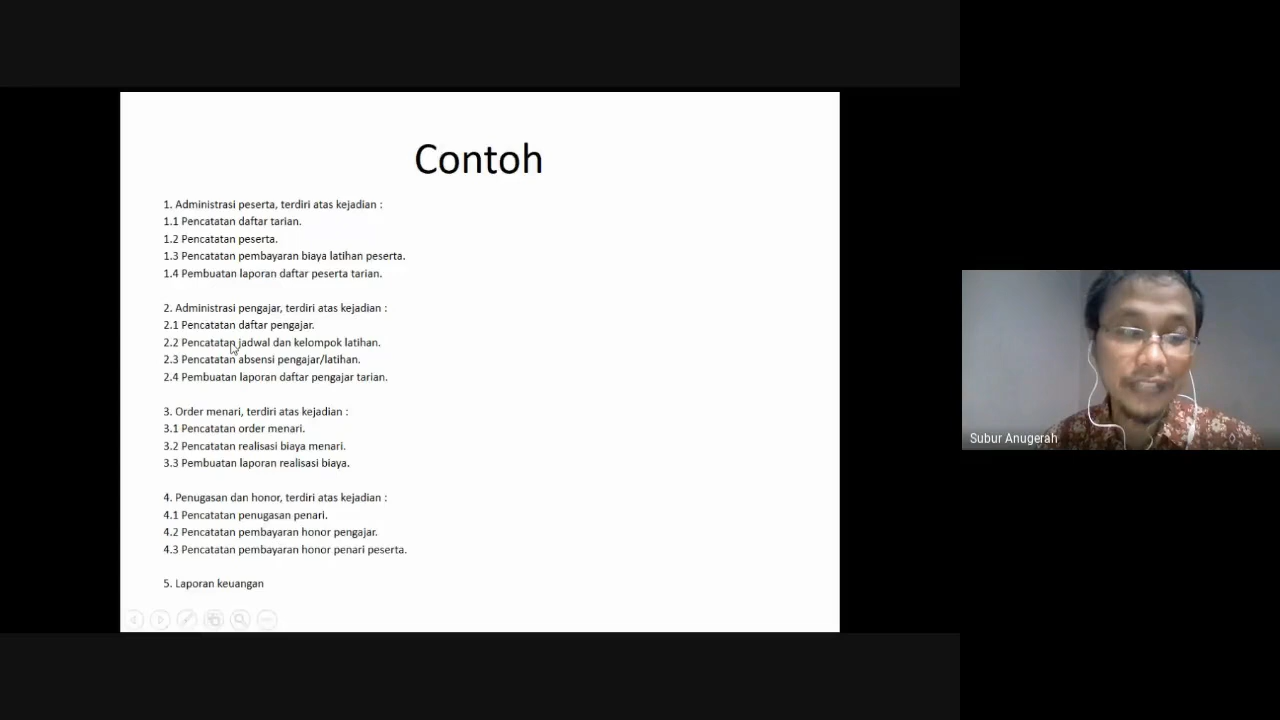 Contoh
1. Administrasi peserta, terdiri atas kejadian :
1.1 Pencatatan daftar tarian.
1.2 Pencatatan peserta.
1.3 Pencatatan pembayaran biaya latihan peserta.
1.4 Pembuatan laporan daftar peserta tarian.
2. Administrasi pengajar, terdiri atas kejadian :
2.1 Pencatatan daftar pengajar.
2.2 Pencatatan jadwal dan kelompok latihan.
2.3 Pencatatan absensi pengajar/latihan.
2.4 Pembuatan laporan daftar pengajar tarian.
3. Order menari, terdiri atas kejadian :
3.1 Pencatatan order menari.
3.2 Pencatatan realisasi biaya menari.
3.3 Pembuatan laporan realisasi biaya.
4. Penugasan dan honor, terdiri atas kejadian :
4.1 Pencatatan penugasan penari.
4.2 Pencatatan pembayaran honor pengajar.
4.3 Pencatatan pembayaran honor penari peserta.
5. Laporan keuangan
Subur Anugerah